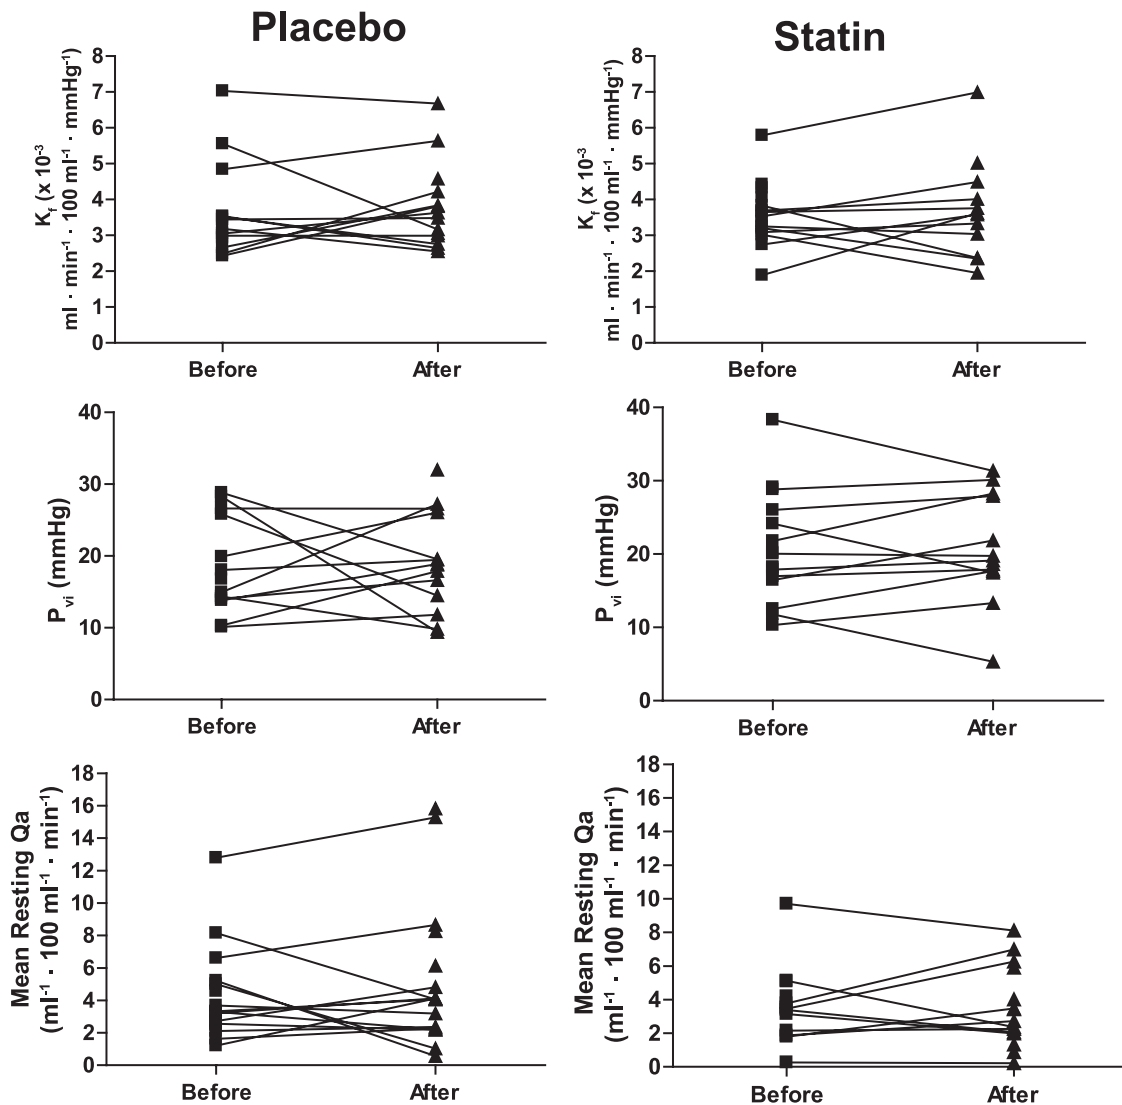 Placebo
Statin
K_f (x 10⁻³
ml · min⁻¹ · 100 ml⁻¹ · mmHg⁻¹)
8
7
6
5
4
3
2
1
0
Before After
K_f (x 10⁻³
ml · min⁻¹ · 100 ml⁻¹ · mmHg⁻¹)
8
7
6
5
4
3
2
1
0
Before After
P_vi (mmHg)
40
30
20
10
0
Before After
P_vi (mmHg)
40
30
20
10
0
Before After
Mean Resting Qa
(ml⁻¹ · 100 ml⁻¹ · min⁻¹)
18
16
14
12
10
8
6
4
2
0
Before After
Mean Resting Qa
(ml⁻¹ · 100 ml⁻¹ · min⁻¹)
18
16
14
12
10
8
6
4
2
0
Before After